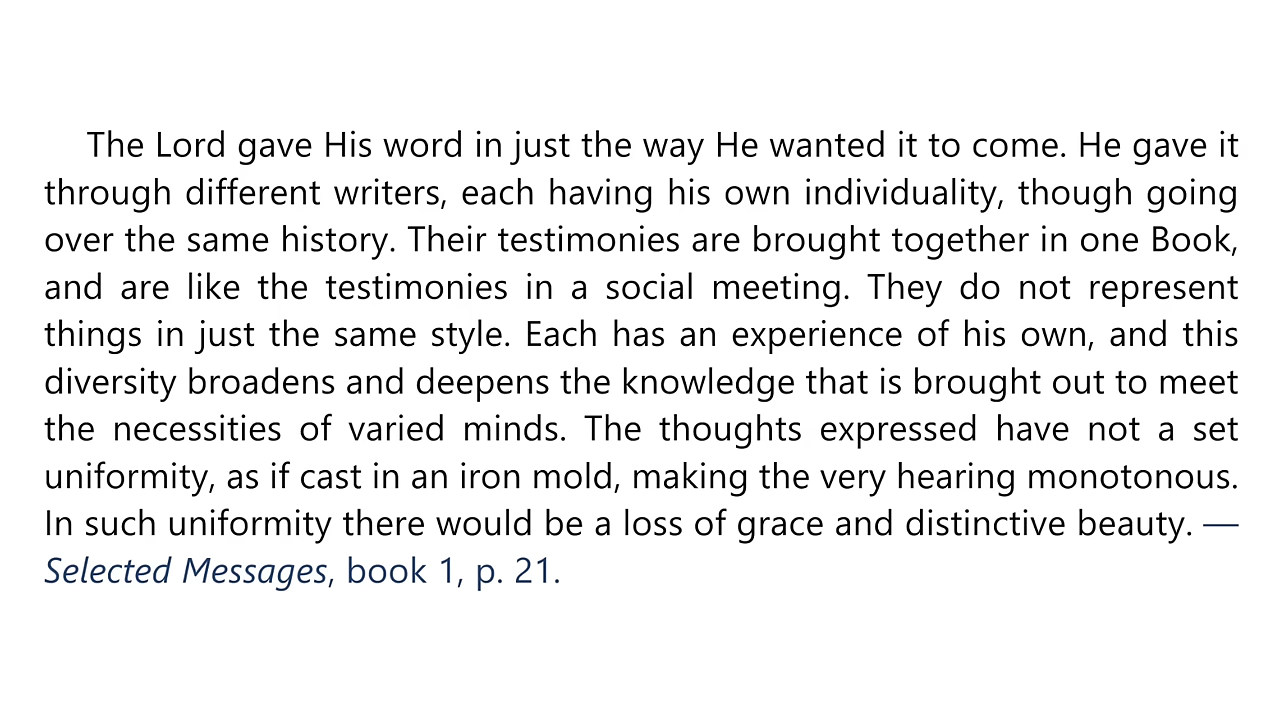 The Lord gave His word in just the way He wanted it to come. He gave it
through different writers, each having his own individuality, though going
over the same history. Their testimonies are brought together in one Book,
and are like the testimonies in a social meeting. They do not represent
things in just the same style. Each has an experience of his own, and this
diversity broadens and deepens the knowledge that is brought out to meet
the necessities of varied minds. The thoughts expressed have not a set
uniformity, as if cast in an iron mold, making the very hearing monotonous.
In such uniformity there would be a loss of grace and distinctive beauty. —
Selected Messages, book 1, p. 21.